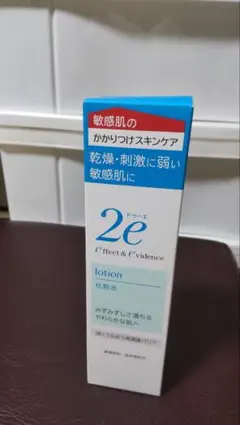 敏感肌の
かかりつけスキンケア
乾燥・刺激に弱い
敏感肌に
ドゥーエ
2e
effect & evidence
lotion
化粧水
みずみずしさ満ちる
やわらかな肌へ